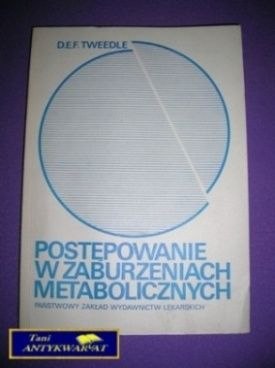 D.E.F. TWEEDLE
POSTĘPOWANIE
W ZABURZENIACH
METABOLICZNYCH
PAŃSTWOWY ZAKŁAD WYDAWNICTW LEKARSKICH
Tani
ANTYKWARIAT